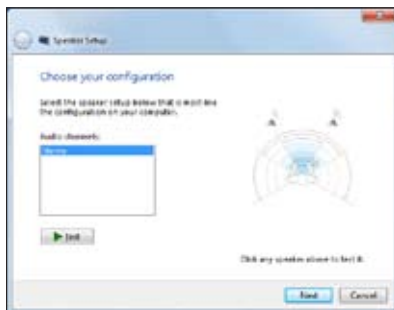 Speaker Setup
Choose your configuration
Select the speaker setup below that is most like
the configuration on your computer.
Audio channels:
Stereo
Test
Click any speaker above to test it.
Next
Cancel